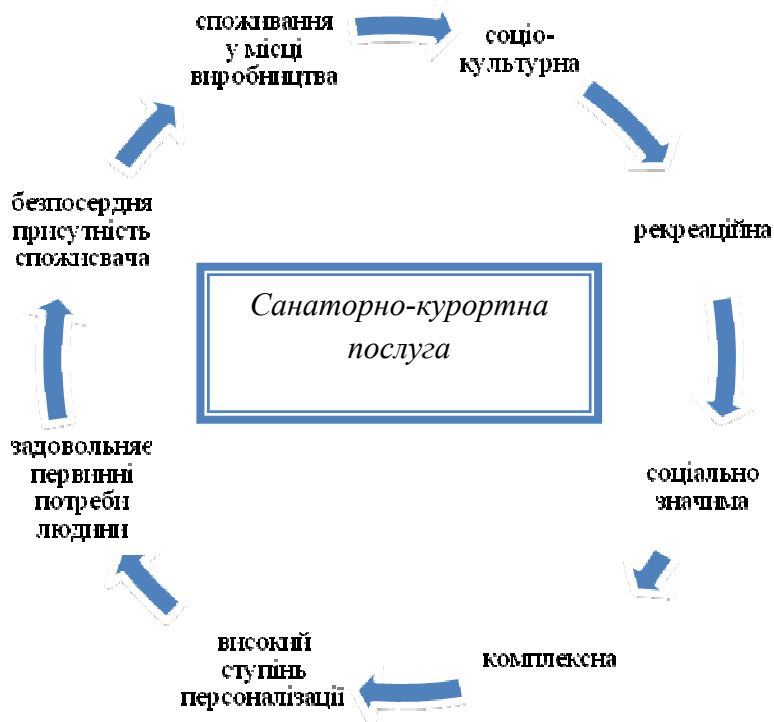 споживання
у місці
виробництва
соціо-
культурна
рекреаційна
соціально
значима
комплексна
високий
ступінь
персоналізації
задовольняє
первинні
потреби
людини
безпосердня
присутність
споживсвача
Санаторно-курортна
послуга